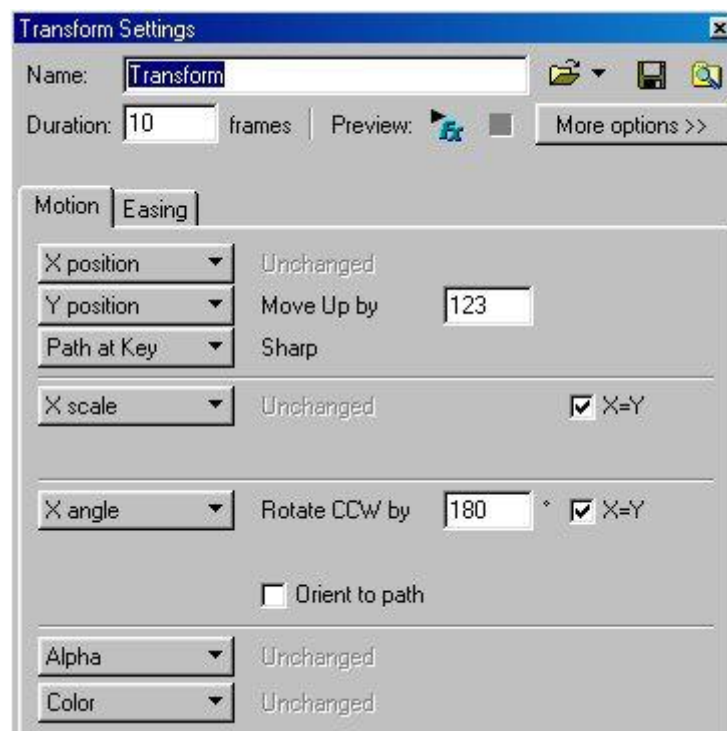 Transform Settings
Name: Transform
Duration: 10 frames Preview: Fx More options >>
Motion Easing
X position Unchanged
Y position Move Up by 123
Path at Key Sharp
X scale Unchanged X=Y
X angle Rotate CCW by 180 ° X=Y
Orient to path
Alpha Unchanged
Color Unchanged